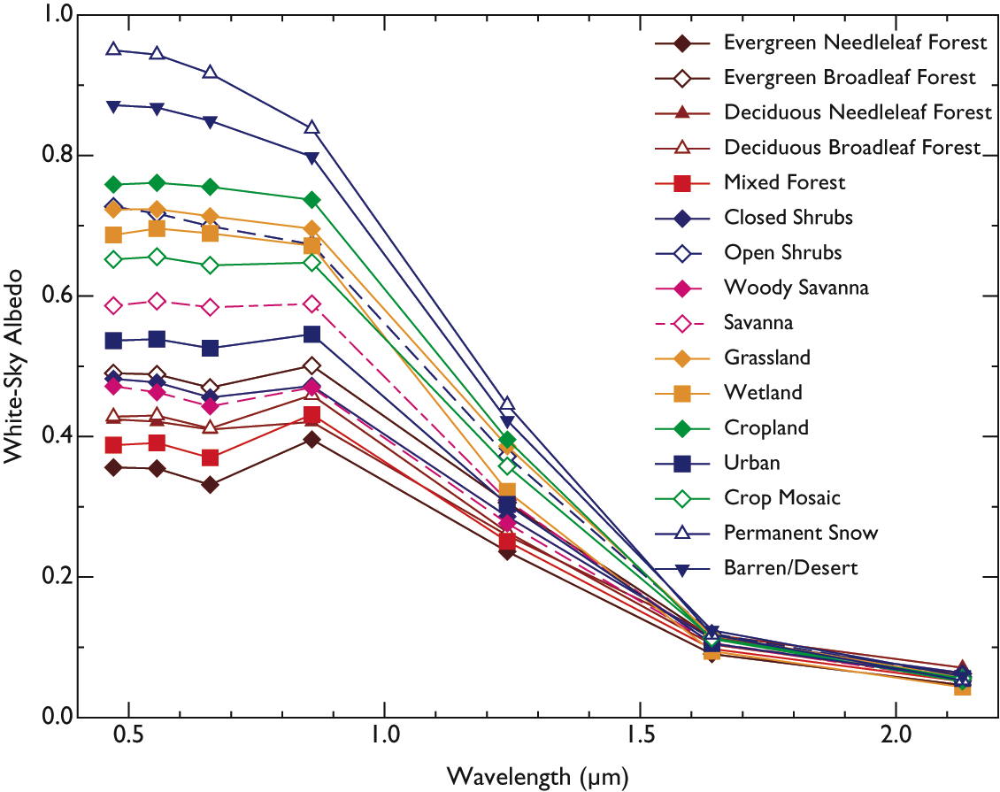 1.0
0.8
0.6
0.4
0.2
0.0
White-Sky Albedo
Evergreen Needleleaf Forest
Evergreen Broadleaf Forest
Deciduous Needleleaf Forest
Deciduous Broadleaf Forest
Mixed Forest
Closed Shrubs
Open Shrubs
Woody Savanna
Savanna
Grassland
Wetland
Cropland
Urban
Crop Mosaic
Permanent Snow
Barren/Desert
0.5 1.0 1.5 2.0
Wavelength (μm)